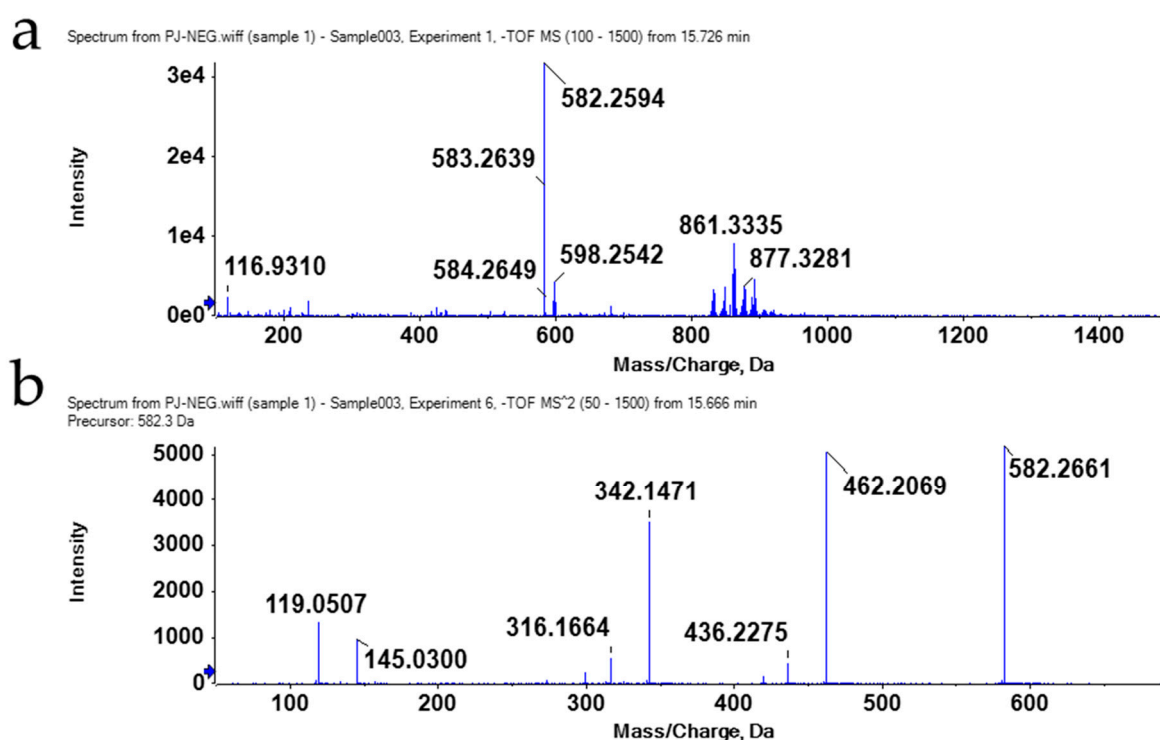 a
Spectrum from PJ-NEG.wiff (sample 1) - Sample003, Experiment 1, -TOF MS (100 - 1500) from 15.726 min
3e4
2e4
1e4
0e0
Intensity
582.2594
583.2639
584.2649
598.2542
861.3335
877.3281
116.9310
200 400 600 800 1000 1200 1400
Mass/Charge, Da
b
Spectrum from PJ-NEG.wiff (sample 1) - Sample003, Experiment 6, -TOF MS^2 (50 - 1500) from 15.666 min
Precursor: 582.3 Da
5000
4000
3000
2000
1000
0
Intensity
582.2661
462.2069
342.1471
119.0507
145.0300
316.1664
436.2275
100 200 300 400 500 600
Mass/Charge, Da